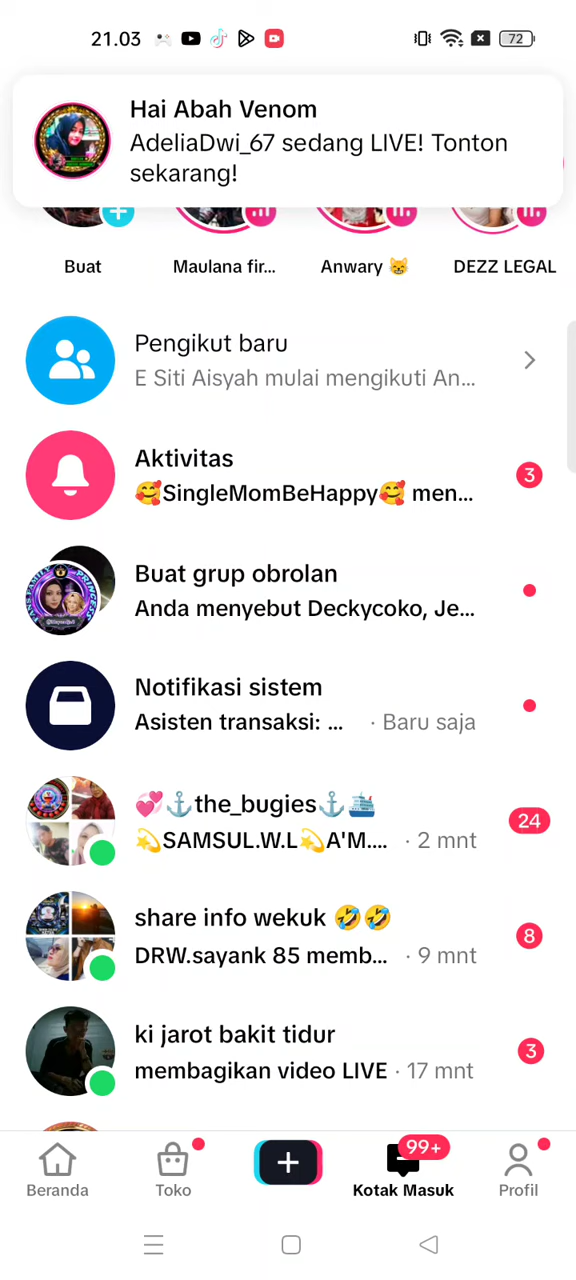 21.03
72
Hai Abah Venom
AdeliaDwi_67 sedang LIVE! Tonton
sekarang!
Buat
Maulana fir...
Anwary 😸
DEZZ LEGAL
Pengikut baru
E Siti Aisyah mulai mengikuti An...
Aktivitas
3
🥰SingleMomBeHappy🥰 men...
Buat grup obrolan
Anda menyebut Deckycoko, Je...
Notifikasi sistem
Asisten transaksi: ... · Baru saja
💞⚓the_bugies⚓🛳️
24
💫SAMSUL.W.L💫A'M.... · 2 mnt
share info wekuk 🤣🤣
8
DRW.sayank 85 memb... · 9 mnt
ki jarot bakit tidur
3
membagikan video LIVE · 17 mnt
99+
Beranda
Toko
Kotak Masuk
Profil